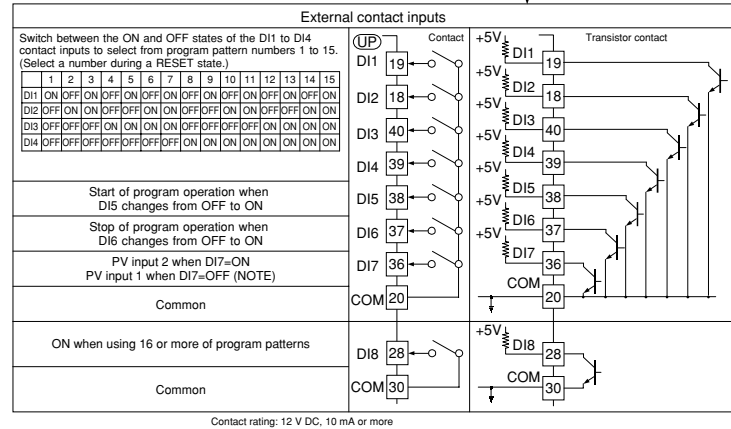 External contact inputs
Switch between the ON and OFF states of the DI1 to DI4
contact inputs to select from program pattern numbers 1 to 15.
(Select a number during a RESET state.)
1 2 3 4 5 6 7 8 9 10 11 12 13 14 15
DI1 ON OFF ON OFF ON OFF ON OFF ON OFF ON OFF ON OFF ON
DI2 OFF ON ON OFF OFF ON ON OFF OFF ON ON OFF OFF ON ON
DI3 OFF OFF OFF ON ON ON ON OFF OFF OFF OFF ON ON ON ON
DI4 OFF OFF OFF OFF OFF OFF OFF ON ON ON ON ON ON ON ON
Start of program operation when
DI5 changes from OFF to ON
Stop of program operation when
DI6 changes from OFF to ON
PV input 2 when DI7=ON
PV input 1 when DI7=OFF (NOTE)
Common
ON when using 16 or more of program patterns
Common
UP Contact
DI1 19
DI2 18
DI3 40
DI4 39
DI5 38
DI6 37
DI7 36
COM 20
DI8 28
COM 30
+5V Transistor contact
DI1 19
+5V
DI2 18
+5V
DI3 40
+5V
DI4 39
+5V
DI5 38
+5V
DI6 37
+5V
DI7 36
COM 20
+5V
DI8 28
COM 30
Contact rating: 12 V DC, 10 mA or more